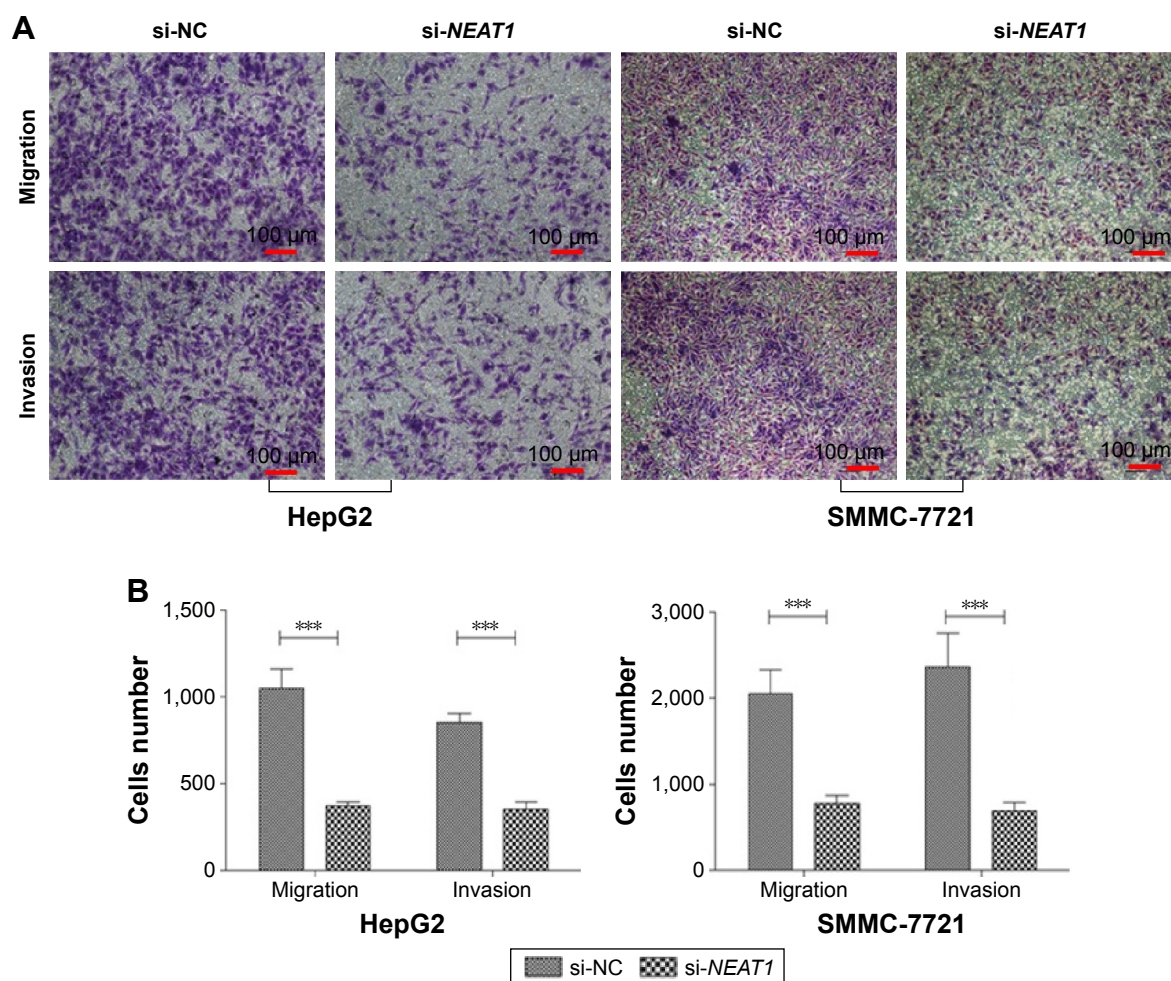 A
si-NC si-NEAT1 si-NC si-NEAT1
Migration
100 µm 100 µm 100 µm 100 µm
Invasion
100 µm 100 µm 100 µm 100 µm
HepG2 SMMC-7721
B
Cells number
1,500
1,000
500
0
*** ***
Migration Invasion
HepG2
Cells number
3,000
2,000
1,000
0
*** ***
Migration Invasion
SMMC-7721
si-NC si-NEAT1